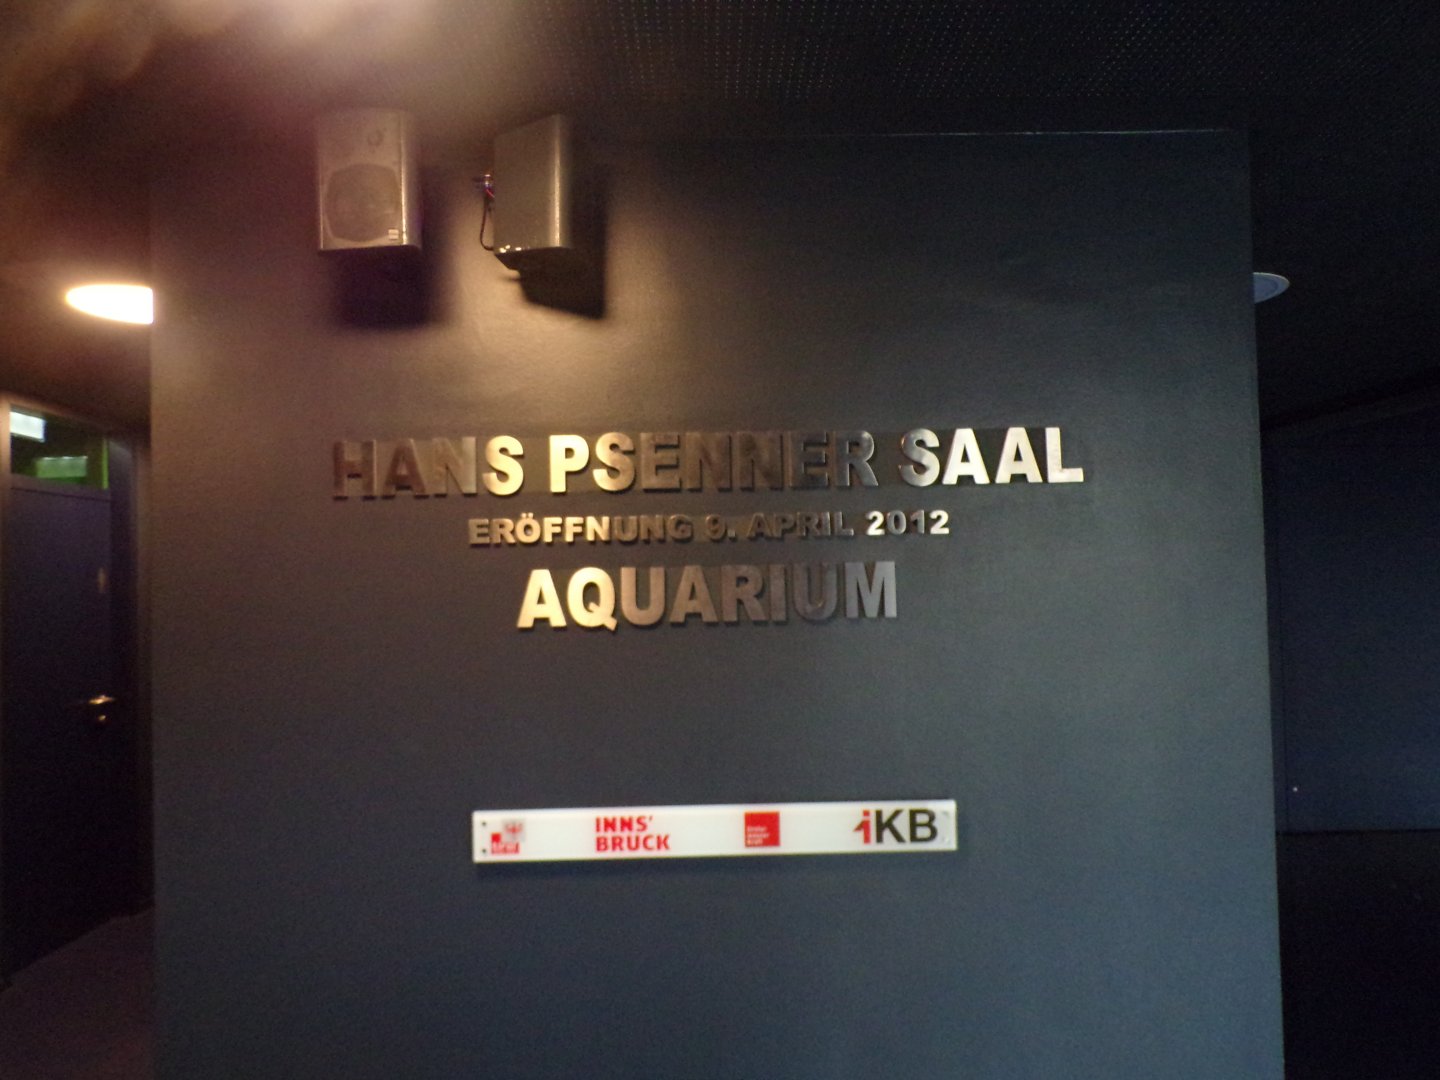 HANS PSENNER SAAL
ERÖFFNUNG 9. APRIL 2012
AQUARIUM
INNS'
BRUCK
iKB